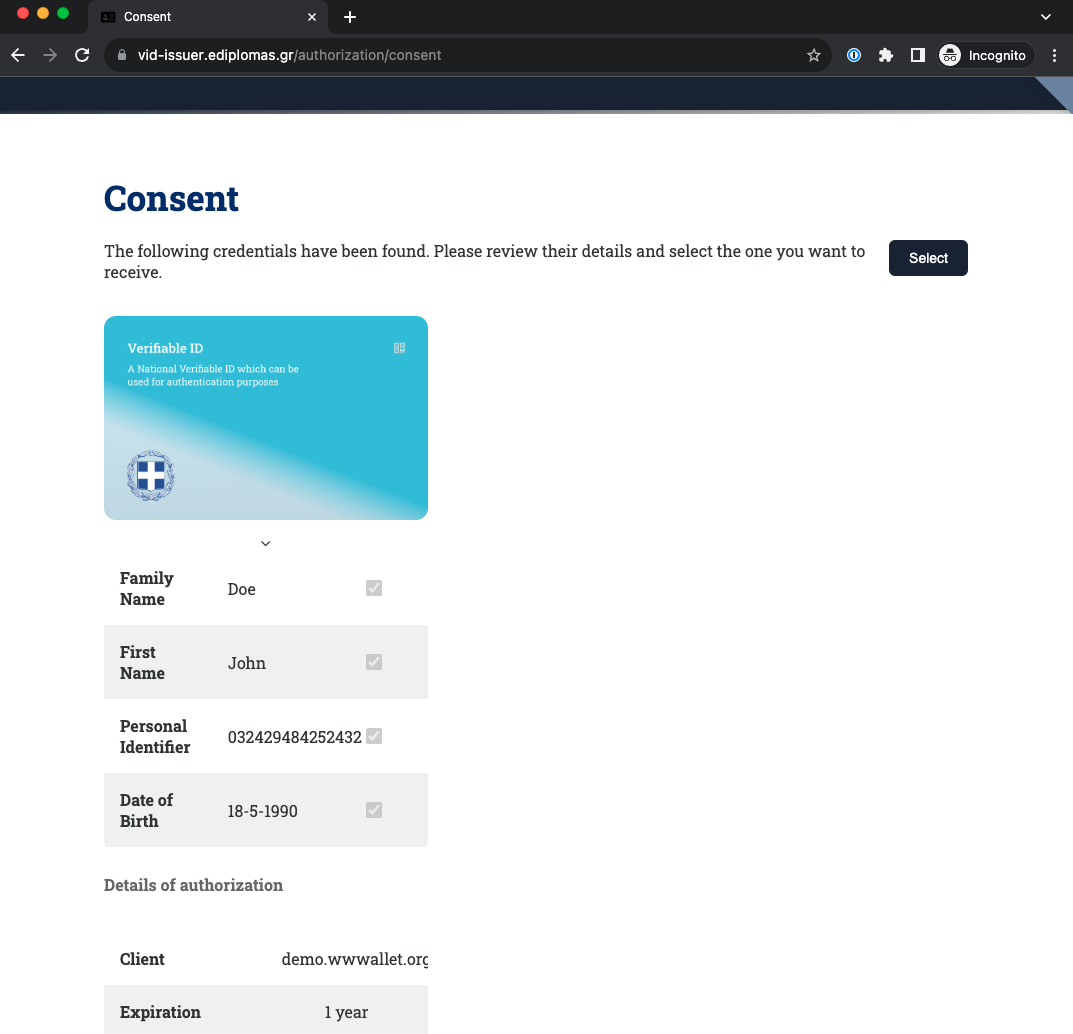 Consent
vid-issuer.ediplomas.gr/authorization/consent
Incognito
Consent
The following credentials have been found. Please review their details and select the one you want to
receive.
Select
Verifiable ID
A National Verifiable ID which can be
used for authentication purposes
Family
Name
Doe
First
Name
John
Personal
Identifier
032429484252432
Date of
Birth
18-5-1990
Details of authorization
Client
demo.wwwallet.org
Expiration
1 year